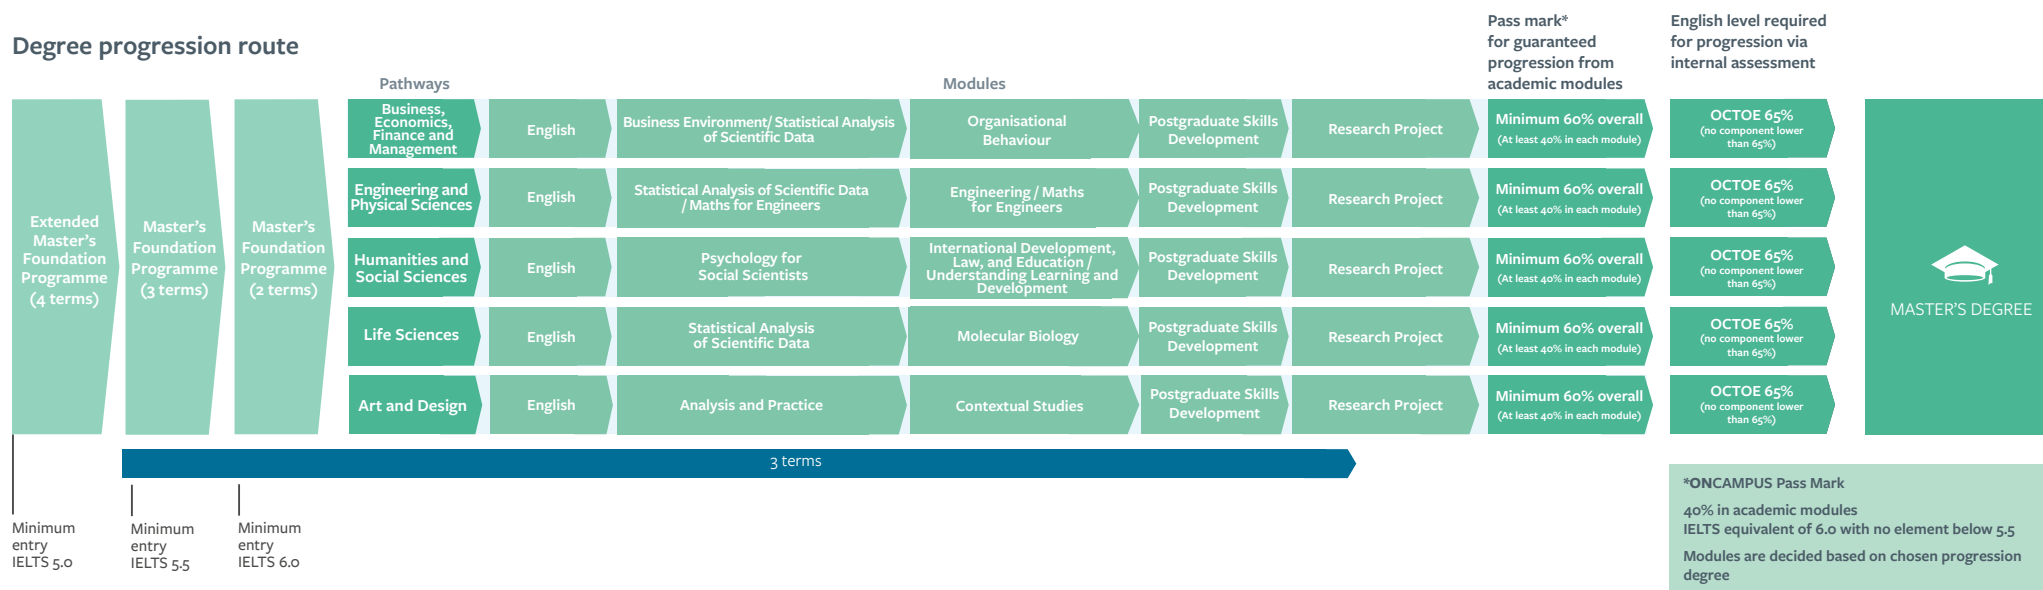 Degree progression route
Pathways
Modules
Pass mark*
for guaranteed
progression from
academic modules
English level required
for progression via
internal assessment
Extended
Master's
Foundation
Programme
(4 terms)
Master's
Foundation
Programme
(3 terms)
Master's
Foundation
Programme
(2 terms)
Business,
Economics,
Finance and
Management
English
Business Environment/ Statistical Analysis
of Scientific Data
Organisational
Behaviour
Postgraduate Skills
Development
Research Project
Minimum 60% overall
(At least 40% in each module)
OCTOE 65%
(no component lower
than 65%)
Engineering and
Physical Sciences
English
Statistical Analysis of Scientific Data
/ Maths for Engineers
Engineering / Maths
for Engineers
Postgraduate Skills
Development
Research Project
Minimum 60% overall
(At least 40% in each module)
OCTOE 65%
(no component lower
than 65%)
Humanities and
Social Sciences
English
Psychology for
Social Scientists
International Development,
Law, and Education /
Understanding Learning and
Development
Postgraduate Skills
Development
Research Project
Minimum 60% overall
(At least 40% in each module)
OCTOE 65%
(no component lower
than 65%)
Life Sciences
English
Statistical Analysis
of Scientific Data
Molecular Biology
Postgraduate Skills
Development
Research Project
Minimum 60% overall
(At least 40% in each module)
OCTOE 65%
(no component lower
than 65%)
Art and Design
English
Analysis and Practice
Contextual Studies
Postgraduate Skills
Development
Research Project
Minimum 60% overall
(At least 40% in each module)
OCTOE 65%
(no component lower
than 65%)
MASTER'S DEGREE
3 terms
Minimum
entry
IELTS 5.0
Minimum
entry
IELTS 5.5
Minimum
entry
IELTS 6.0
*ONCAMPUS Pass Mark
40% in academic modules
IELTS equivalent of 6.0 with no element below 5.5
Modules are decided based on chosen progression
degree